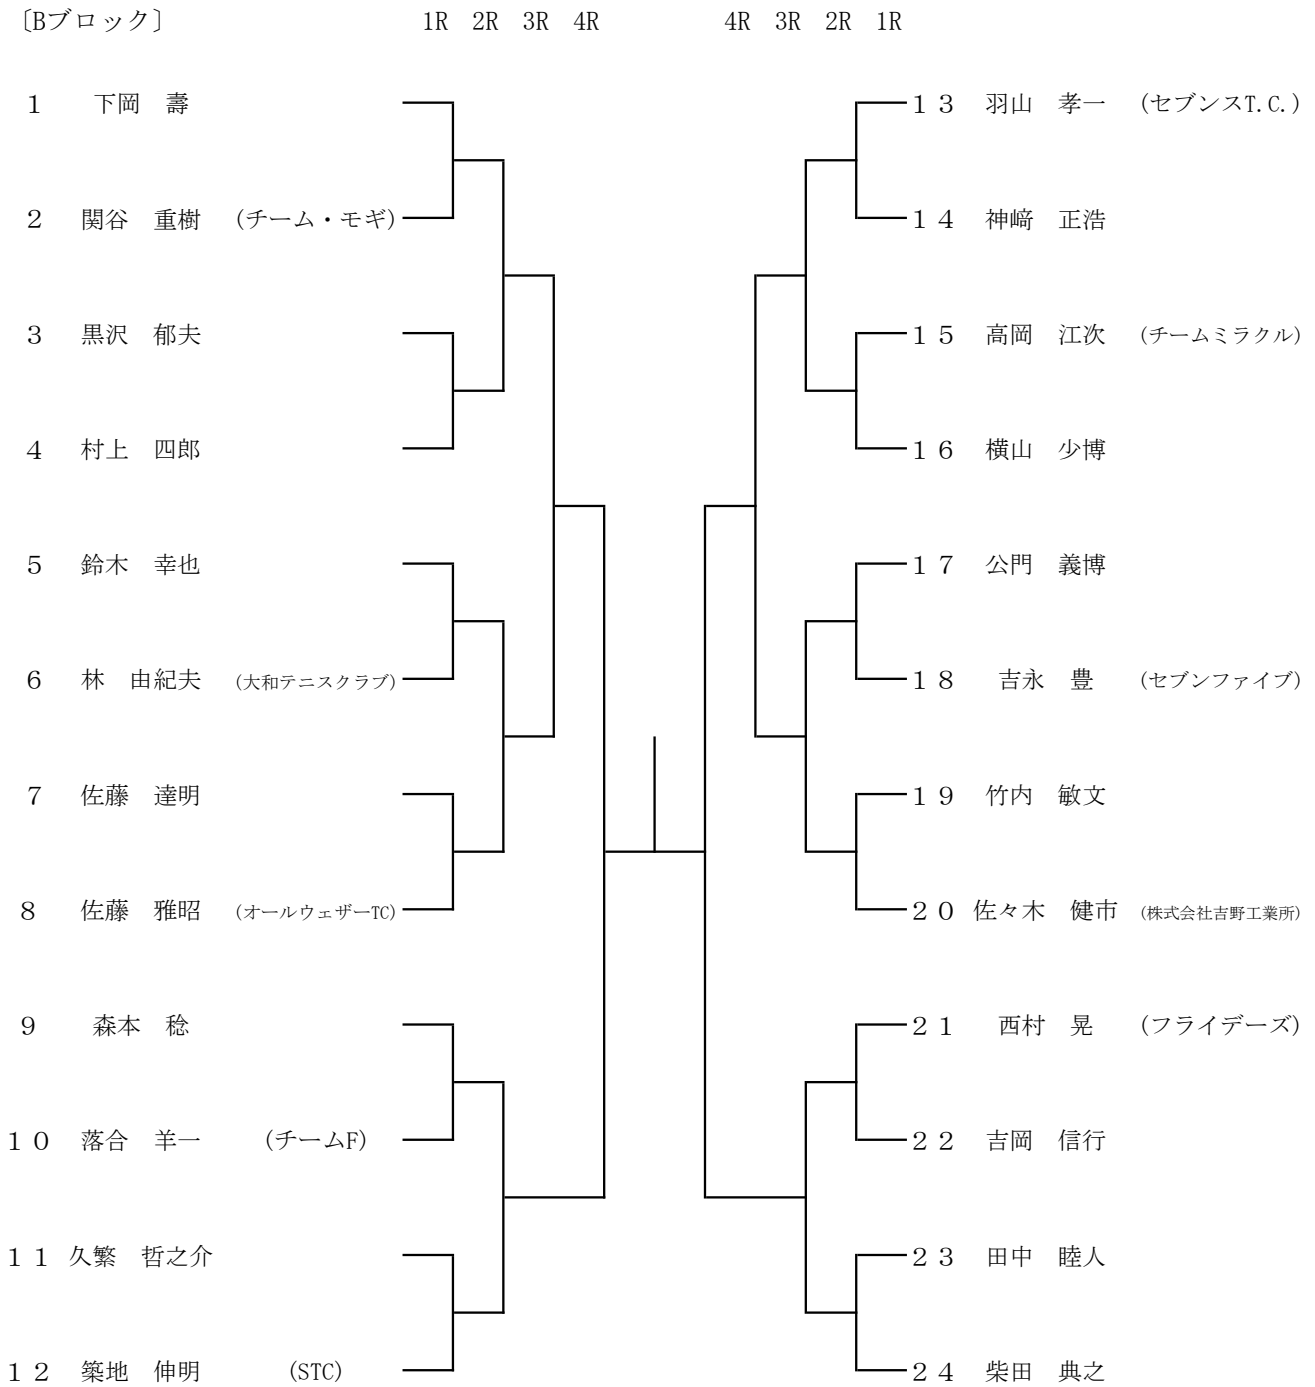 〔Bブロック〕 1R 2R 3R 4R 4R 3R 2R 1R
1 下岡 壽
2 関谷 重樹 (チーム・モギ)
3 黒沢 郁夫
4 村上 四郎
5 鈴木 幸也
6 林 由紀夫 (大和テニスクラブ)
7 佐藤 達明
8 佐藤 雅昭 (オールウェザーTC)
9 森本 稔
10 落合 羊一 (チームF)
11 久繁 哲之介
12 築地 伸明 (STC)
13 羽山 孝一 (セブンスT.C.)
14 神﨑 正浩
15 高岡 江次 (チームミラクル)
16 横山 少博
17 公門 義博
18 吉永 豊 (セブンファイブ)
19 竹内 敏文
20 佐々木 健市 (株式会社吉野工業所)
21 西村 晃 (フライデーズ)
22 吉岡 信行
23 田中 睦人
24 柴田 典之